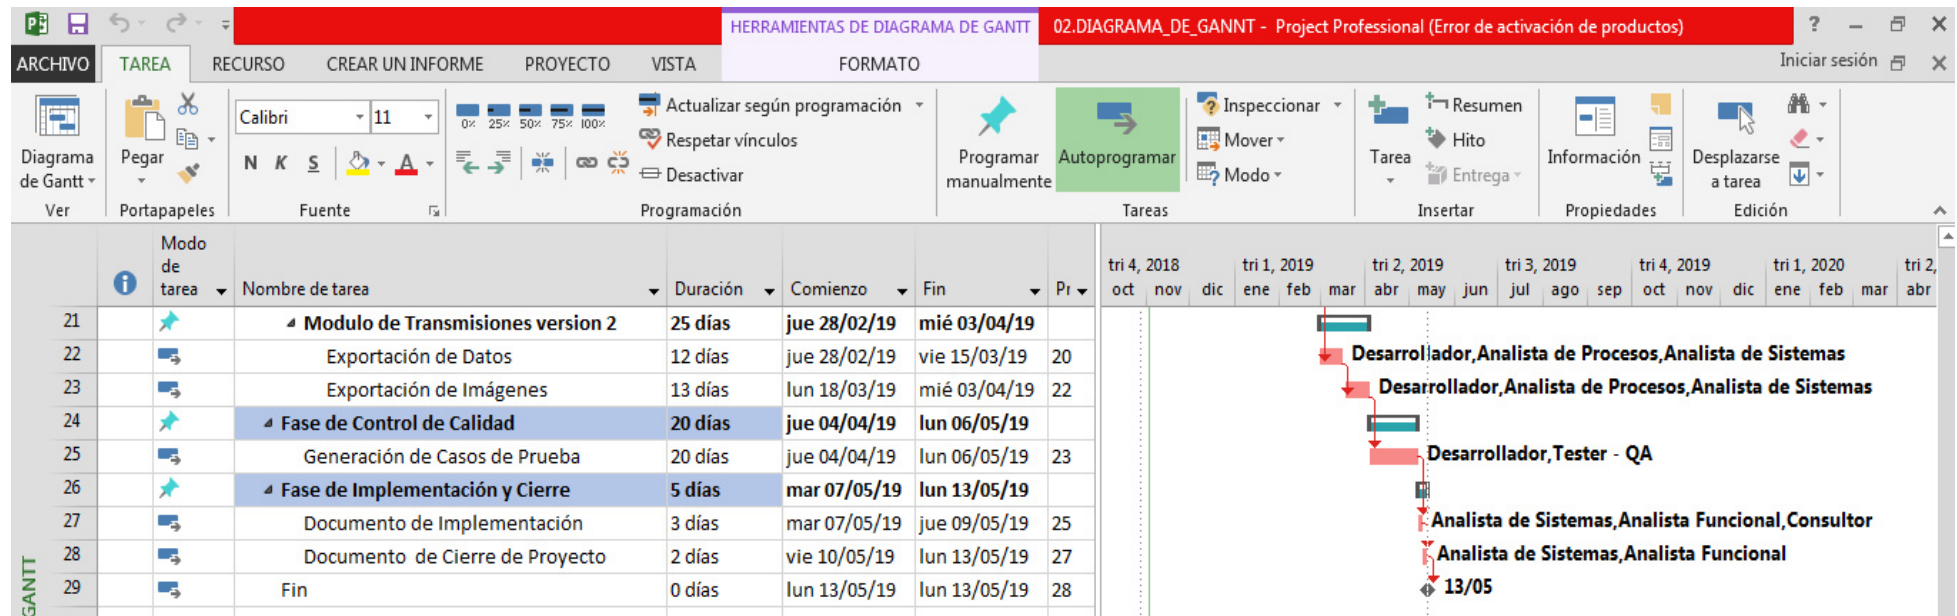 HERRAMIENTAS DE DIAGRAMA DE GANTT 02.DIAGRAMA_DE_GANNT - Project Professional (Error de activación de productos)
ARCHIVO TAREA RECURSO CREAR UN INFORME PROYECTO VISTA FORMATO Iniciar sesión
Diagrama de Gantt
Ver
Pegar
Portapapeles
Calibri 11
N K S A
Fuente
0% 25% 50% 75% 100%
Actualizar según programación
Respetar vínculos
Desactivar
Programación
Programar manualmente
Autoprogramar
Inspeccionar
Mover
Modo
Tareas
Tarea
Resumen
Hito
Entrega
Insertar
Información
Propiedades
Desplazarse a tarea
Edición
Modo de tarea Nombre de tarea Duración Comienzo Fin Pr
tri 4, 2018 tri 1, 2019 tri 2, 2019 tri 3, 2019 tri 4, 2019 tri 1, 2020 tri 2,
oct nov dic ene feb mar abr may jun jul ago sep oct nov dic ene feb mar abr
21 Modulo de Transmisiones version 2 25 días jue 28/02/19 mié 03/04/19
22 Exportación de Datos 12 días jue 28/02/19 vie 15/03/19 20 Desarrollador,Analista de Procesos,Analista de Sistemas
23 Exportación de Imágenes 13 días lun 18/03/19 mié 03/04/19 22 Desarrollador,Analista de Procesos,Analista de Sistemas
24 Fase de Control de Calidad 20 días jue 04/04/19 lun 06/05/19
25 Generación de Casos de Prueba 20 días jue 04/04/19 lun 06/05/19 23 Desarrollador,Tester - QA
26 Fase de Implementación y Cierre 5 días mar 07/05/19 lun 13/05/19
27 Documento de Implementación 3 días mar 07/05/19 jue 09/05/19 25 Analista de Sistemas,Analista Funcional,Consultor
28 Documento de Cierre de Proyecto 2 días vie 10/05/19 lun 13/05/19 27 Analista de Sistemas,Analista Funcional
29 Fin 0 días lun 13/05/19 lun 13/05/19 28 13/05
GANTT